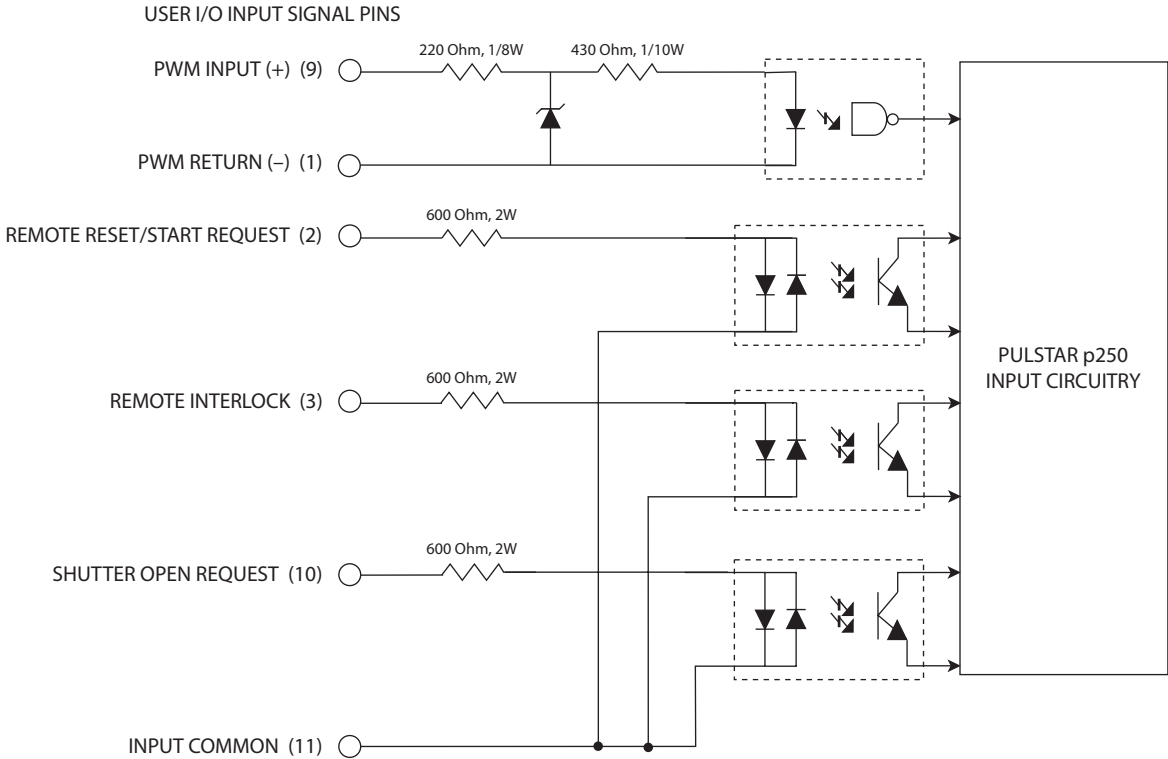 USER I/O INPUT SIGNAL PINS
220 Ohm, 1/8W
430 Ohm, 1/10W
PWM INPUT (+) (9)
PWM RETURN (–) (1)
600 Ohm, 2W
REMOTE RESET/START REQUEST (2)
PULSTAR p250
INPUT CIRCUITRY
600 Ohm, 2W
REMOTE INTERLOCK (3)
600 Ohm, 2W
SHUTTER OPEN REQUEST (10)
INPUT COMMON (11)